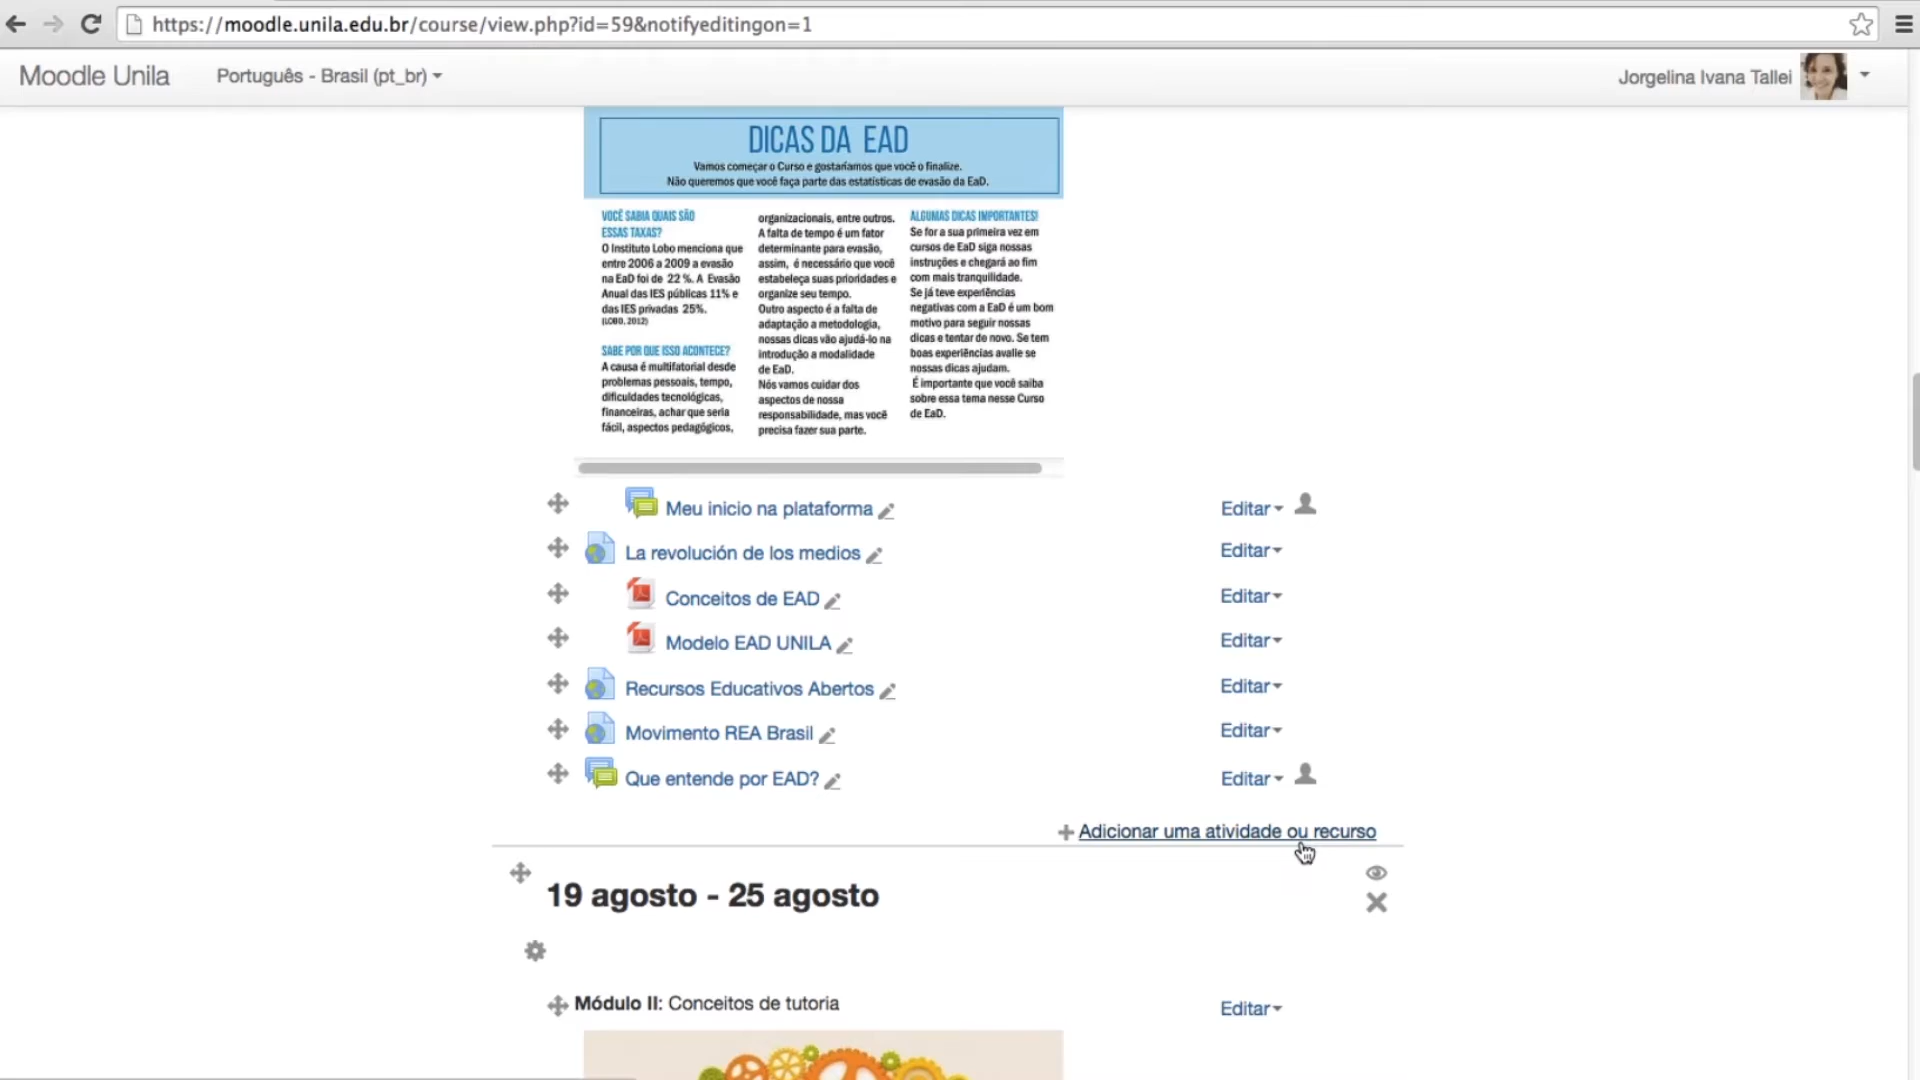 https://moodle.unila.edu.br/course/view.php?id=59&notifyeditingon=1
Moodle Unila
Português - Brasil (pt_br)
Jorgelina Ivana Tallei
DICAS DA EAD
Vamos começar o Curso e gostaríamos que você o finalize.
Não queremos que você faça parte das estatísticas de evasão da EaD.
VOCÊ SABIA QUAIS SÃO
ESSAS TAXAS?
O Instituto Lobo menciona que
entre 2006 a 2009 a evasão
na EaD foi de 22 %. A Evasão
Anual das IES públicas 11% e
das IES privadas 25%.
(LOBO, 2012)
SABE POR QUE ISSO ACONTECE?
A causa é multifatorial desde
problemas pessoais, tempo,
dificuldades tecnológicas,
financeiras, achar que seria
fácil, aspectos pedagógicos,
organizacionais, entre outros.
A falta de tempo é um fator
determinante para evasão,
assim, é necessário que você
estabeleça suas prioridades e
organize seu tempo.
Outro aspecto é a falta de
adaptação a metodologia,
nossas dicas vão ajudá-lo na
introdução a modalidade
de EaD.
Nós vamos cuidar dos
aspectos de nossa
responsabilidade, mas você
precisa fazer sua parte.
ALGUMAS DICAS IMPORTANTES!
Se for a sua primeira vez em
cursos de EaD siga nossas
instruções e chegará ao fim
com mais tranquilidade.
Se já teve experiências
negativas com a EaD é um bom
motivo para seguir nossas
dicas e tentar de novo. Se tem
boas experiências avalie se
nossas dicas ajudam.
É importante que você saiba
sobre essa tema nesse Curso
de EaD.
Meu inicio na plataforma
Editar
La revolución de los medios
Editar
Conceitos de EAD
Editar
Modelo EAD UNILA
Editar
Recursos Educativos Abertos
Editar
Movimento REA Brasil
Editar
Que entende por EAD?
Editar
Adicionar uma atividade ou recurso
19 agosto - 25 agosto
Módulo II: Conceitos de tutoria
Editar